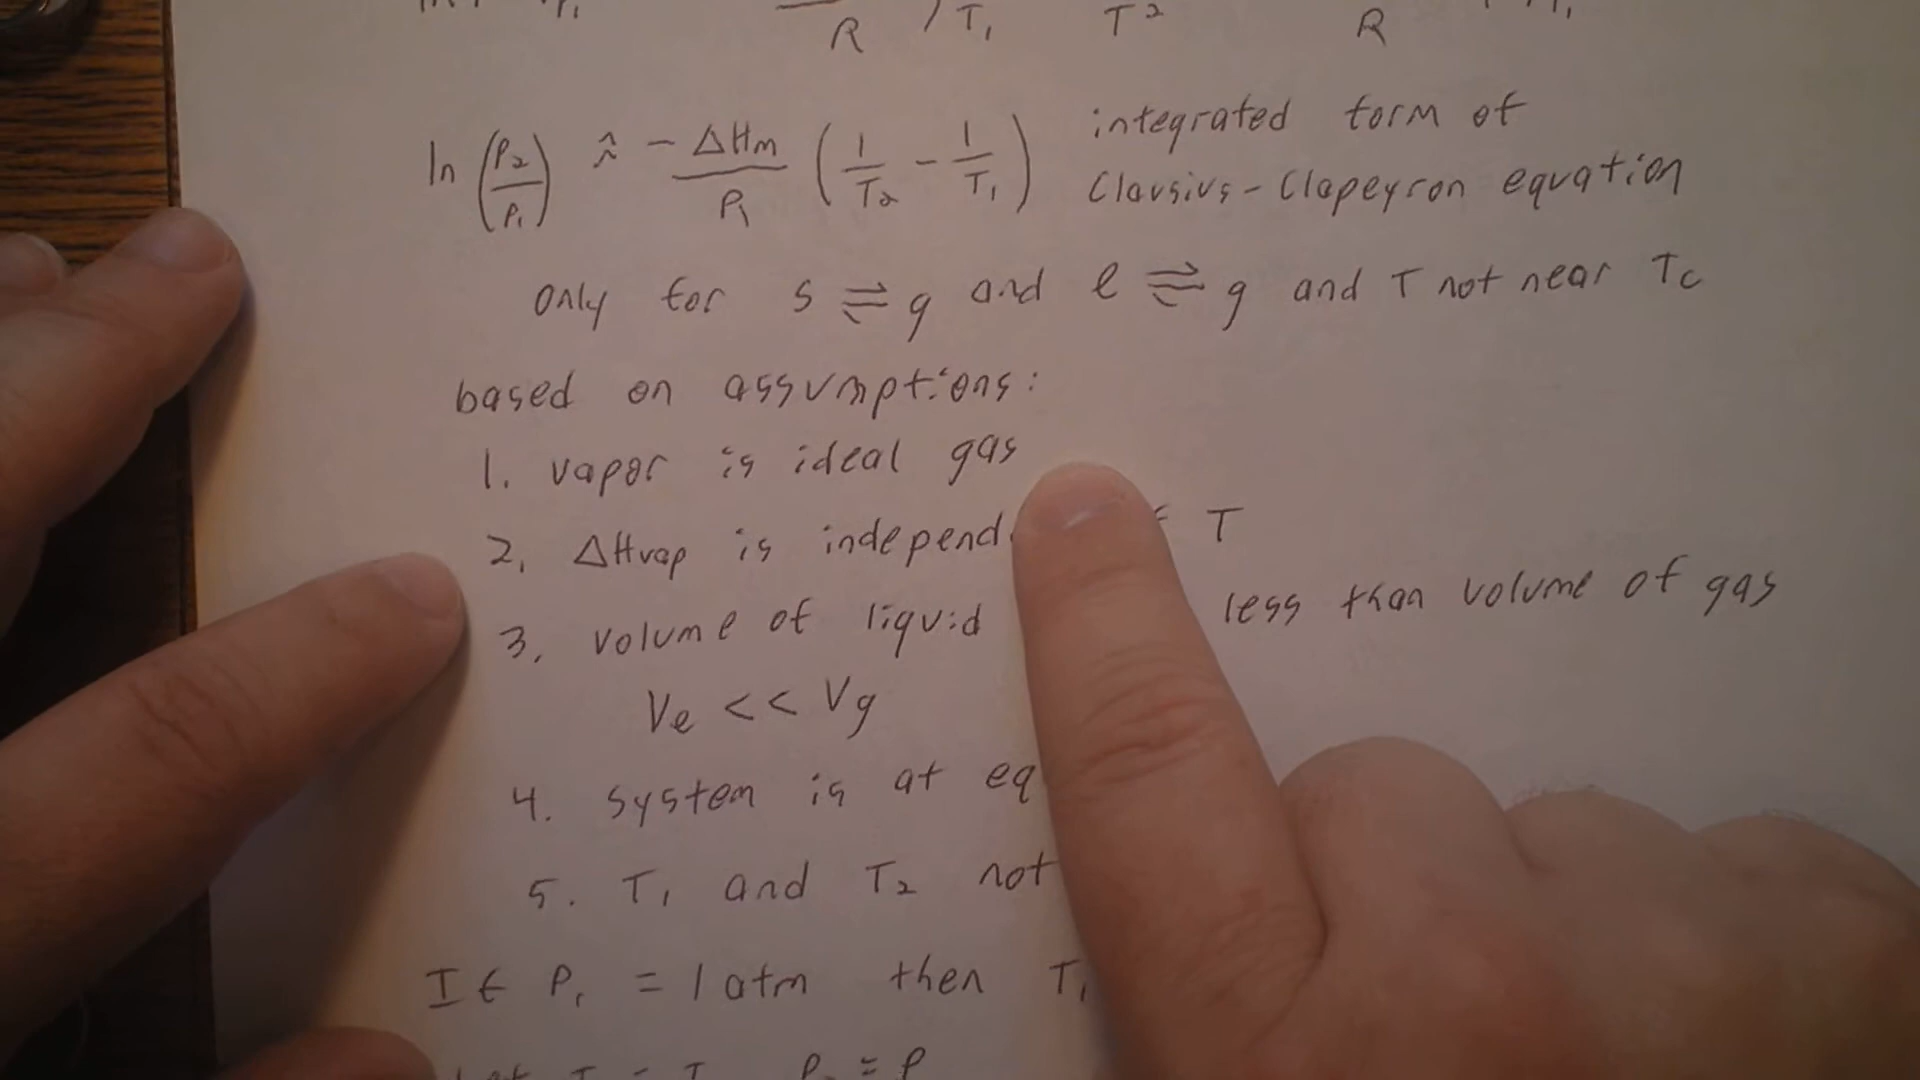 R / T₁ T² R
ln (P₂/P₁) ≈ -ΔHm/R (1/T₂ - 1/T₁) integrated form of
Clausius-Clapeyron equation
only for s ⇌ g and l ⇌ g and T not near Tc
based on assumptions:
1. vapor is ideal gas
2. ΔHvap is independ T
3. volume of liquid less than volume of gas
Vl << Vg
4. system is at eq
5. T₁ and T₂ not
If P₁ = 1 atm then T₁